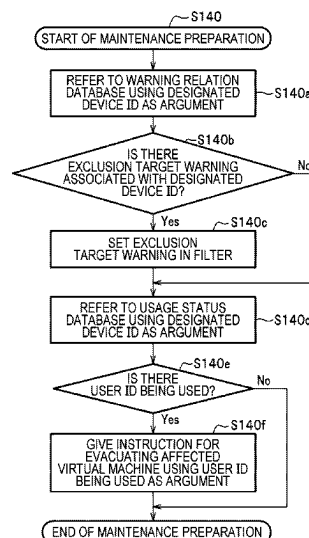 S140
START OF MAINTENANCE PREPARATION
REFER TO WARNING RELATION
DATABASE USING DESIGNATED
DEVICE ID AS ARGUMENT
S140a
S140b
IS THERE
EXCLUSION TARGET WARNING
ASSOCIATED WITH DESIGNATED
DEVICE ID?
No
Yes
S140c
SET EXCLUSION
TARGET WARNING IN FILTER
REFER TO USAGE STATUS
DATABASE USING DESIGNATED
DEVICE ID AS ARGUMENT
S140d
S140e
IS THERE
USER ID BEING USED?
No
Yes
S140f
GIVE INSTRUCTION FOR
EVACUATING AFFECTED
VIRTUAL MACHINE USING USER ID
BEING USED AS ARGUMENT
END OF MAINTENANCE PREPARATION